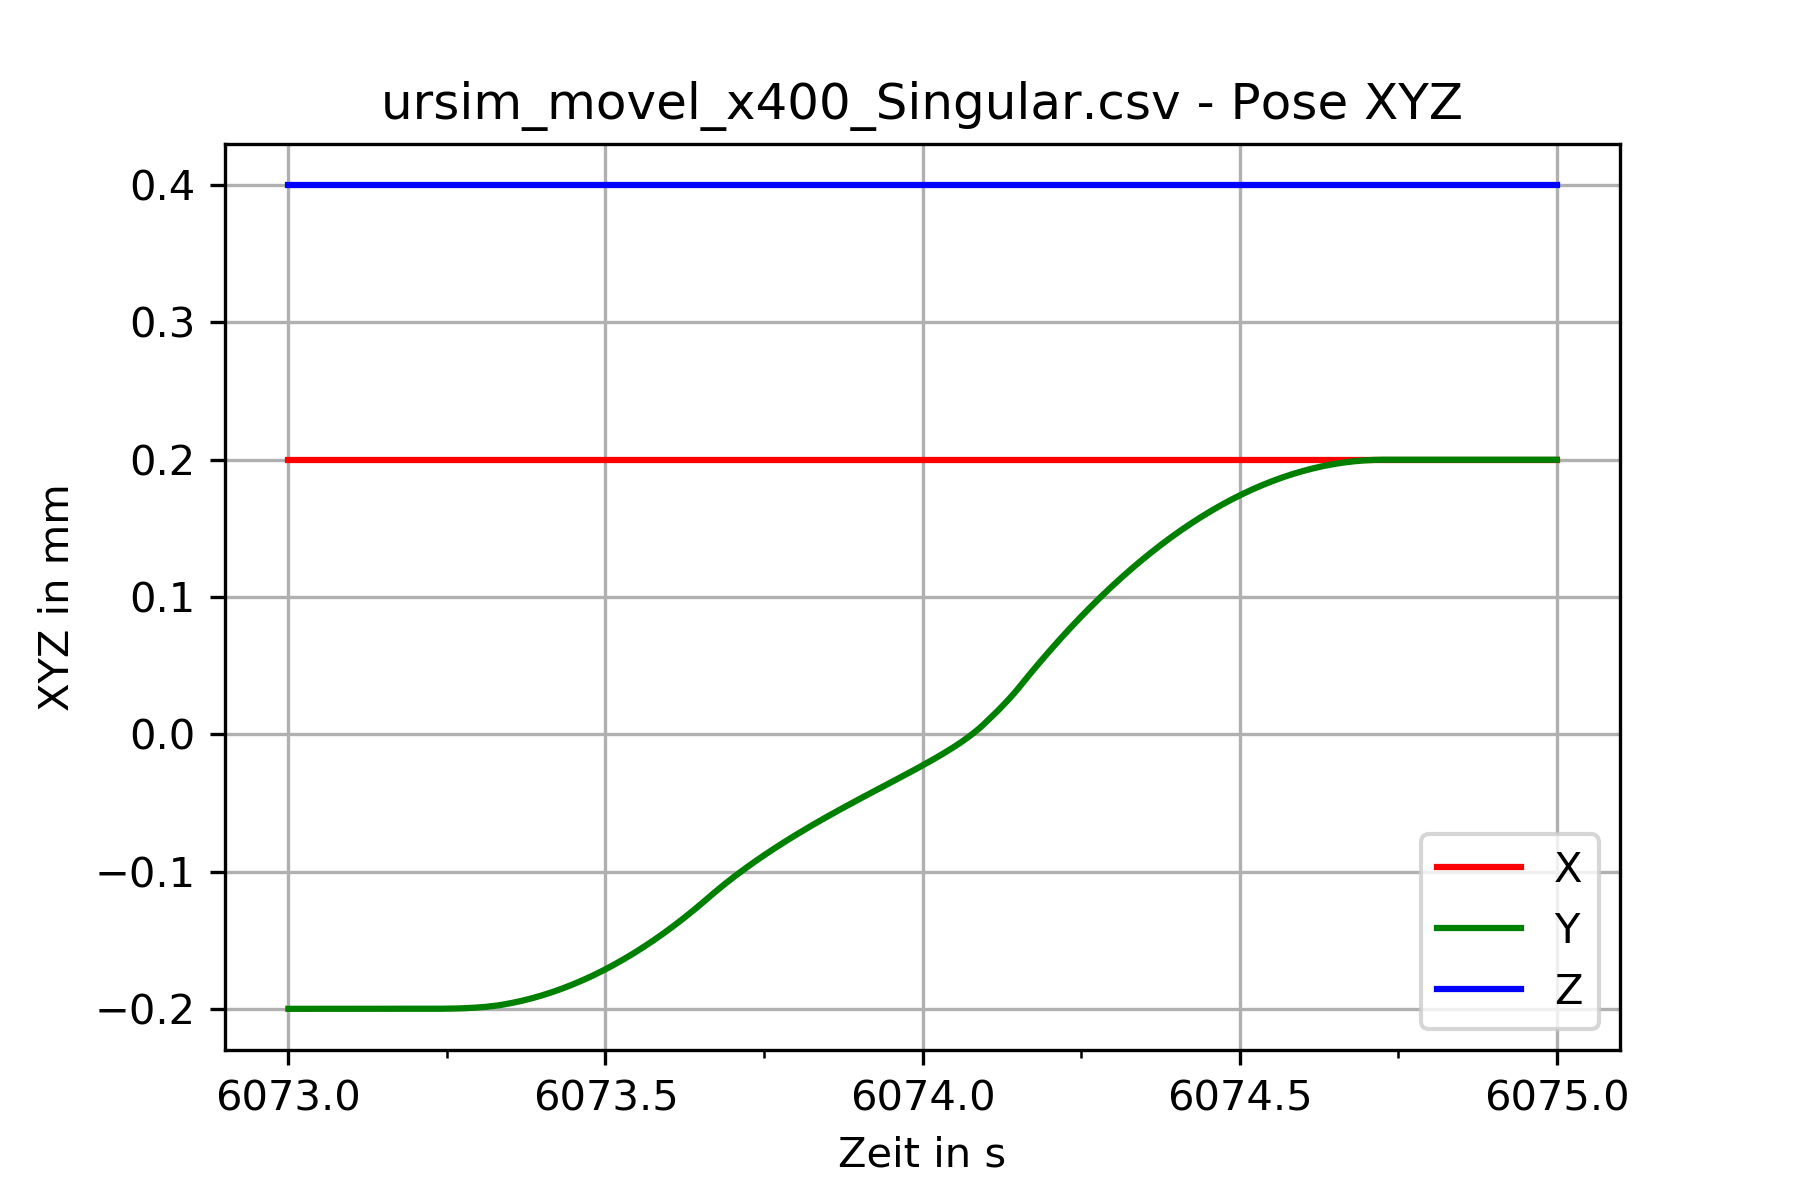 ursim_movel_x400_Singular.csv - Pose XYZ
XYZ in mm
0.4
0.3
0.2
0.1
0.0
−0.1
−0.2
X
Y
Z
6073.0 6073.5 6074.0 6074.5 6075.0
Zeit in s